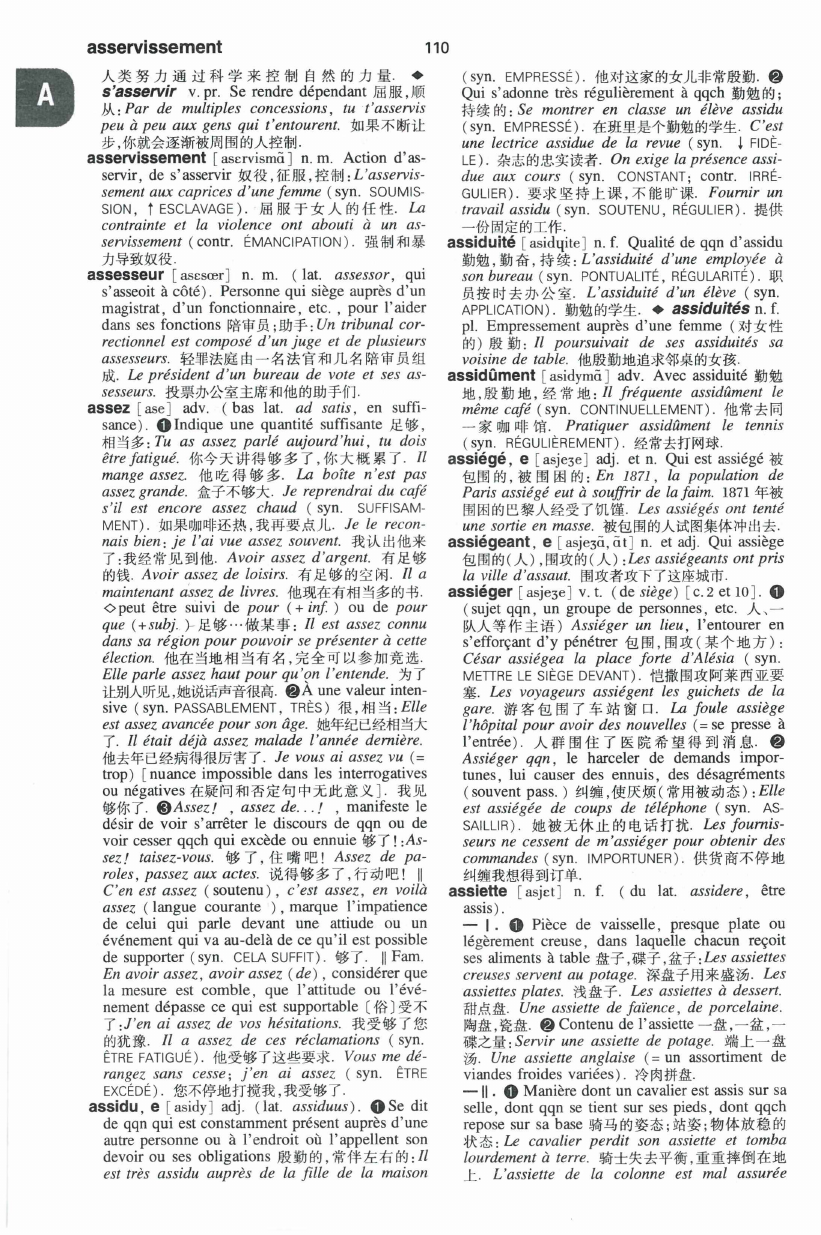 asservissement
110
A
人类努力通过科学来控制自然的力量. ◆
s'asservir v. pr. Se rendre dépendant 屈服,顺
从:Par de multiples concessions, tu t'asservis
peu à peu aux gens qui t'entourent. 如果不断让
步,你就会逐渐被周围的人控制.
asservissement [asɛrvismɑ̃] n. m. Action d'as-
servir, de s'asservir 奴役,征服,控制:L'asservis-
sement aux caprices d'une femme (syn. SOUMIS-
SION, ↑ ESCLAVAGE). 屈服于女人的任性. La
contrainte et la violence ont abouti à un as-
servissement (contr. ÉMANCIPATION). 强制和暴
力导致奴役.
assesseur [asɛsœr] n. m. (lat. assessor, qui
s'asseoit à côté). Personne qui siège auprès d'un
magistrat, d'un fonctionnaire, etc., pour l'aider
dans ses fonctions 陪审员;助手:Un tribunal cor-
rectionnel est composé d'un juge et de plusieurs
assesseurs. 轻罪法庭由一名法官和几名陪审员组
成. Le président d'un bureau de vote et ses as-
sesseurs. 投票办公室主席和他的助手们.
assez [ase] adv. (bas lat. ad satis, en suffi-
sance). ❶Indique une quantité suffisante 足够,
相当多:Tu as assez parlé aujourd'hui, tu dois
être fatigué. 你今天讲得够多了,你大概累了. Il
mange assez. 他吃得够多. La boîte n'est pas
assez grande. 盒子不够大. Je reprendrai du café
s'il est encore assez chaud (syn. SUFFISAM-
MENT). 如果咖啡还热,我再要点儿. Je le recon-
nais bien: je l'ai vue assez souvent. 我认出他来
了:我经常见到他. Avoir assez d'argent. 有足够
的钱. Avoir assez de loisirs. 有足够的空闲. Il a
maintenant assez de livres. 他现在有相当多的书.
◇peut être suivi de pour (+inf.) ou de pour
que (+subj.) 足够…做某事: Il est assez connu
dans sa région pour pouvoir se présenter à cette
élection. 他在当地相当有名,完全可以参加竞选.
Elle parle assez haut pour qu'on l'entende. 为了
让别人听见,她说话声音很高. ❷À une valeur inten-
sive (syn. PASSABLEMENT, TRÈS) 很,相当:Elle
est assez avancée pour son âge. 她年纪已经相当大
了. Il était déjà assez malade l'année dernière.
他去年已经病得很厉害了. Je vous ai assez vu (=
trop) [nuance impossible dans les interrogatives
ou négatives 在疑问和否定句中无此意义]. 我见
够你了. ❸Assez!, assez de...!, manifeste le
désir de voir s'arrêter le discours de qqn ou de
voir cesser qqch qui excède ou ennuie 够了!:As-
sez! taisez-vous. 够了,住嘴吧! Assez de pa-
roles, passez aux actes. 说得够多了,行动吧! ‖
C'en est assez (soutenu), c'est assez, en voilà
assez (langue courante), marque l'impatience
de celui qui parle devant une attiude ou un
événement qui va au-delà de ce qu'il est possible
de supporter (syn. CELA SUFFIT). 够了. ‖ Fam.
En avoir assez, avoir assez (de), considérer que
la mesure est comble, que l'attitude ou l'évé-
nement dépasse ce qui est supportable [俗]受不
了:J'en ai assez de vos hésitations. 我受够了您
的犹豫. Il a assez de ces réclamations (syn.
ÊTRE FATIGUÉ). 他受够了这些要求. Vous me dé-
rangez sans cesse; j'en ai assez (syn. ÊTRE
EXCÉDÉ). 您不停地打搅我,我受够了.
assidu, e [asidy] adj. (lat. assiduus). ❶Se dit
de qqn qui est constamment présent auprès d'une
autre personne ou à l'endroit où l'appellent son
devoir ou ses obligations 殷勤的,常伴左右的:Il
est très assidu auprès de la fille de la maison
(syn. EMPRESSÉ). 他对这家的女儿非常殷勤. ❷
Qui s'adonne très régulièrement à qqch 勤勉的;
持续的:Se montrer en classe un élève assidu
(syn. EMPRESSÉ). 在班里是个勤勉的学生. C'est
une lectrice assidue de la revue (syn. ↓ FIDÈ-
LE). 杂志的忠实读者. On exige la présence assi-
due aux cours (syn. CONSTANT; contr. IRRÉ-
GULIER). 要求坚持上课,不能旷课. Fournir un
travail assidu (syn. SOUTENU, RÉGULIER). 提供
一份固定的工作.
assiduité [asidɥite] n. f. Qualité de qqn d'assidu
勤勉,勤奋,持续:L'assiduité d'une employée à
son bureau (syn. PONTUALITÉ, RÉGULARITÉ). 职
员按时去办公室. L'assiduité d'un élève (syn.
APPLICATION). 勤勉的学生. ◆ assiduités n. f.
pl. Empressement auprès d'une femme (对女性
的)殷勤: Il poursuivait de ses assiduités sa
voisine de table. 他殷勤地追求邻桌的女孩.
assidûment [asidymɑ̃] adv. Avec assiduité 勤勉
地,殷勤地,经常地:Il fréquente assidûment le
même café (syn. CONTINUELLEMENT). 他常去同
一家咖啡馆. Pratiquer assidûment le tennis
(syn. RÉGULIÈREMENT). 经常去打网球.
assiégé, e [asjeʒe] adj. et n. Qui est assiégé 被
包围的,被围困的: En 1871, la population de
Paris assiégé eut à souffrir de la faim. 1871 年被
围困的巴黎人经受了饥馑. Les assiégés ont tenté
une sortie en masse. 被包围的人试图集体冲出去.
assiégeant, e [asjeʒɑ̃,ɑ̃t] n. et adj. Qui assiège
包围的(人),围攻的(人):Les assiégeants ont pris
la ville d'assaut. 围攻者攻下了这座城市.
assiéger [asjeʒe] v. t. (de siège) [c. 2 et 10]. ❶
(sujet qqn, un groupe de personnes, etc. 人、一
队人等作主语) Assiéger un lieu, l'entourer en
s'efforçant d'y pénétrer 包围,围攻(某个地方):
César assiégea la place forte d'Alésia (syn.
METTRE LE SIÈGE DEVANT). 恺撒围攻阿莱西亚要
塞. Les voyageurs assiégent les guichets de la
gare. 游客包围了车站窗口. La foule assiège
l'hôpital pour avoir des nouvelles (= se presse à
l'entrée). 人群围住了医院希望得到消息. ❷
Assiéger qqn, le harceler de demands impor-
tunes, lui causer des ennuis, des désagréments
(souvent pass.) 纠缠,使厌烦(常用被动态):Elle
est assiégée de coups de téléphone (syn. AS-
SAILLIR). 她被无休止的电话打扰. Les fournis-
seurs ne cessent de m'assiéger pour obtenir des
commandes (syn. IMPORTUNER). 供货商不停地
纠缠我想得到订单.
assiette [asjɛt] n. f. (du lat. assidere, être
assis).
— Ⅰ. ❶ Pièce de vaisselle, presque plate ou
légèrement creuse, dans laquelle chacun reçoit
ses aliments à table 盘子,碟子,盆子:Les assiettes
creuses servent au potage. 深盘子用来盛汤. Les
assiettes plates. 浅盘子. Les assiettes à dessert.
甜点盘. Une assiette de faïence, de porcelaine.
陶盘,瓷盘. ❷ Contenu de l'assiette 一盘,一盆,一
碟之量:Servir une assiette de potage. 端上一盘
汤. Une assiette anglaise (= un assortiment de
viandes froides variées). 冷肉拼盘.
— Ⅱ. ❶ Manière dont un cavalier est assis sur sa
selle, dont qqn se tient sur ses pieds, dont qqch
repose sur sa base 骑马的姿态;站姿;物体放稳的
状态: Le cavalier perdit son assiette et tomba
lourdement à terre. 骑士失去平衡,重重摔倒在地
上. L'assiette de la colonne est mal assurée